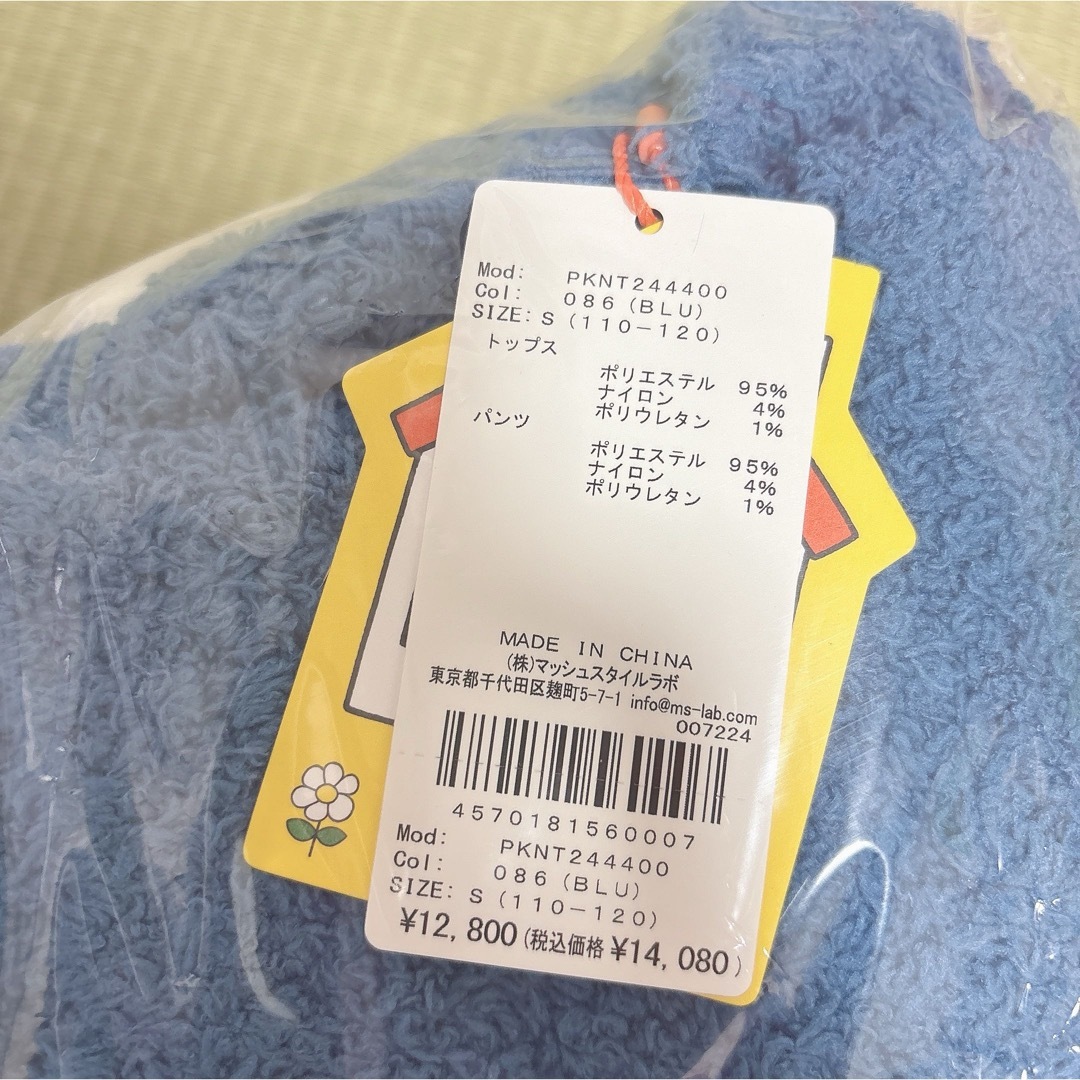 Mod: PKNT244400
Col: 086(BLU)
SIZE: S(110-120)
トップス
ポリエステル 95%
ナイロン 4%
ポリウレタン 1%
パンツ
ポリエステル 95%
ナイロン 4%
ポリウレタン 1%
MADE IN CHINA
(株)マッシュスタイルラボ
東京都千代田区麹町5-7-1 info@ms-lab.com
007224
4570181560007
Mod: PKNT244400
Col: 086(BLU)
SIZE: S(110-120)
¥12,800(税込価格 ¥14,080)